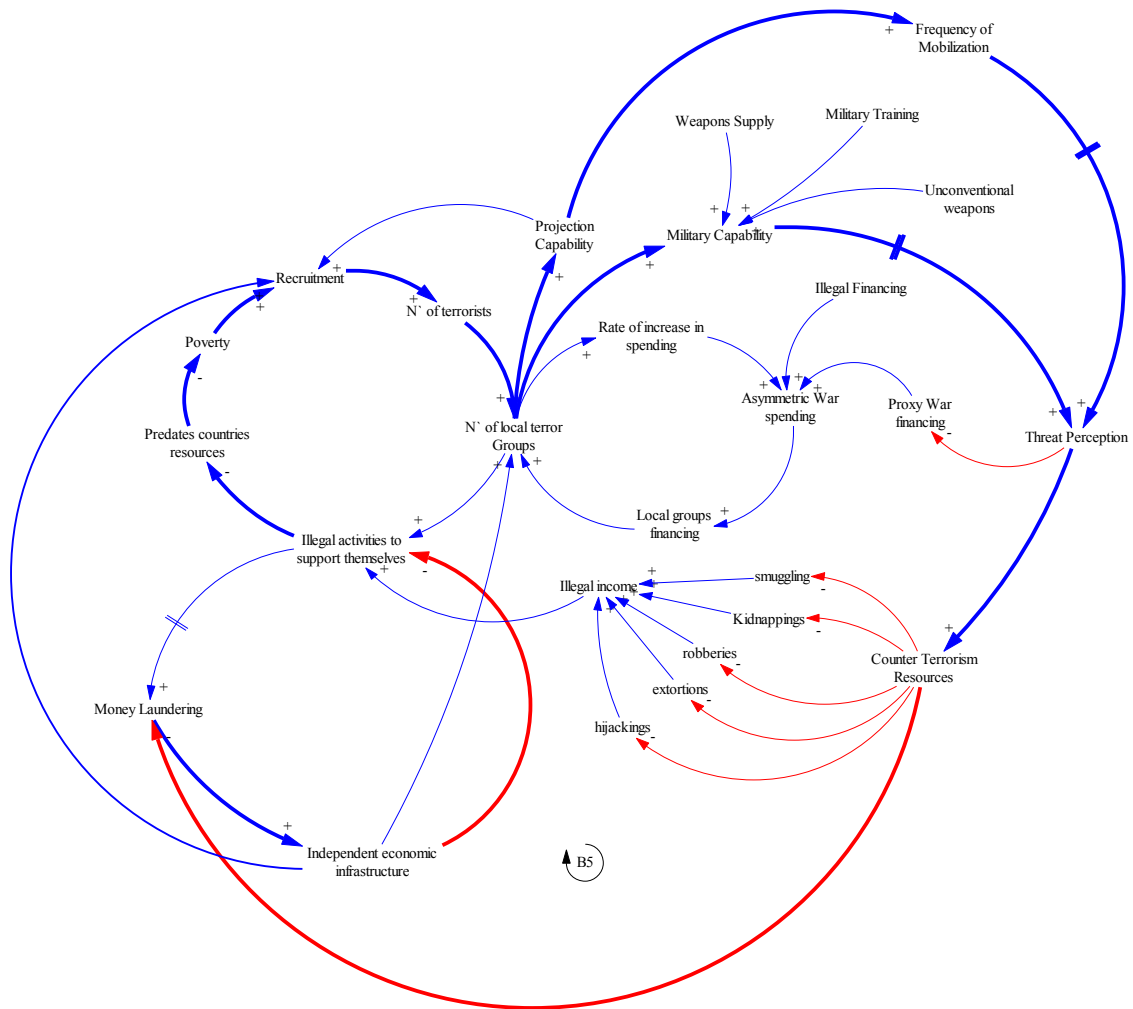 Frequency of
Mobilization
+
Weapons Supply
Military Training
Unconventional
weapons
+
+
+
Projection
Capability
Military Capability
+
+
+
Recruitment
+
+
N` of terrorists
Illegal Financing
Poverty
-
Rate of increase in
spending
+
+
+
+
Asymmetric War
spending
Proxy War
financing
-
+
+
Threat Perception
Predates countries
resources
-
+
N` of local terror
Groups
+
+
+
Local groups
financing
+
Illegal activities to
support themselves
+
-
Illegal income
+
+
+
+
+
smuggling
-
Kidnappings
-
robberies
-
extortions
-
hijackings
-
+
Counter Terrorism
Resources
+
Money Laundering
-
+
Independent economic
infrastructure
B5